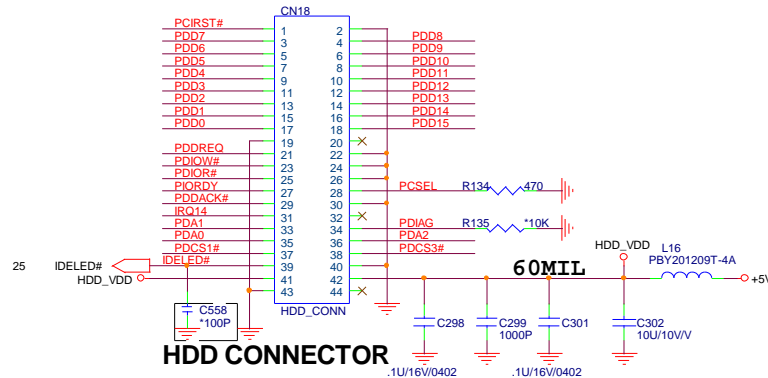 CN18
PCIRST# 1 2
PDD7 3 4 PDD8
PDD6 5 6 PDD9
PDD5 7 8 PDD10
PDD4 9 10 PDD11
PDD3 11 12 PDD12
PDD2 13 14 PDD13
PDD1 15 16 PDD14
PDD0 17 18 PDD15
19 20
PDDREQ 21 22
PDIOW# 23 24
PDIOR# 25 26
PIORDY 27 28 PCSEL R134 470
PDDACK# 29 30
IRQ14 31 32
PDA1 33 34 PDIAG R135 *10K
PDA0 35 36 PDA2
PDCS1# 37 38 PDCS3#
25 IDELED# IDELED# 39 40
HDD_VDD 41 42 60MIL HDD_VDD L16
PBY201209T-4A
+5V
43 44
HDD_CONN
C558
*100P
C298
.1U/16V/0402
C299
1000P
C301
.1U/16V/0402
C302
10U/10V/V
HDD CONNECTOR